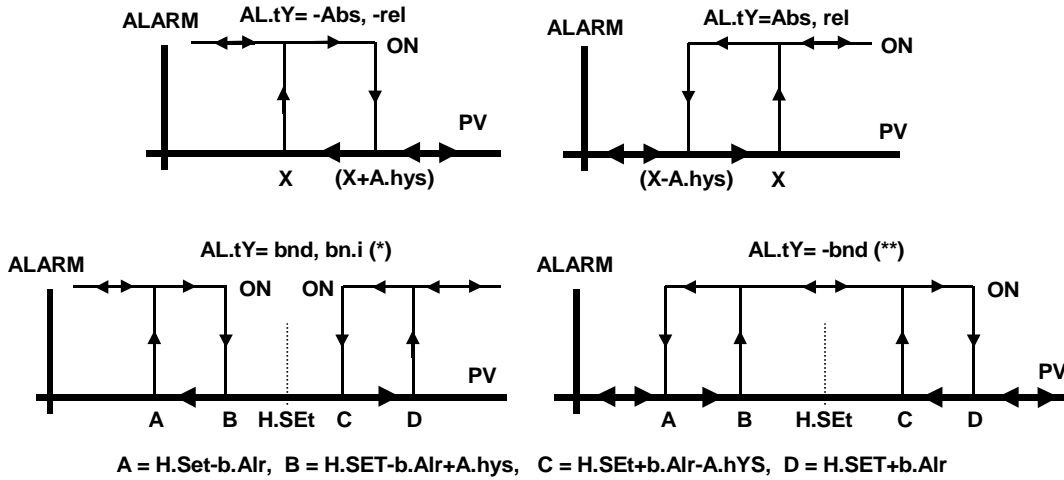 AL.tY= -Abs, -rel
ALARM
ON
PV
X
(X+A.hys)
AL.tY=Abs, rel
ALARM
ON
PV
(X-A.hys)
X
AL.tY= bnd, bn.i (*)
ALARM
ON
ON
PV
A
B
H.SEt
C
D
AL.tY= -bnd (**)
ALARM
ON
PV
A
B
H.SEt
C
D
A = H.Set-b.Alr, B = H.SET-b.Alr+A.hys, C = H.SEt+b.Alr-A.hYS, D = H.SET+b.Alr